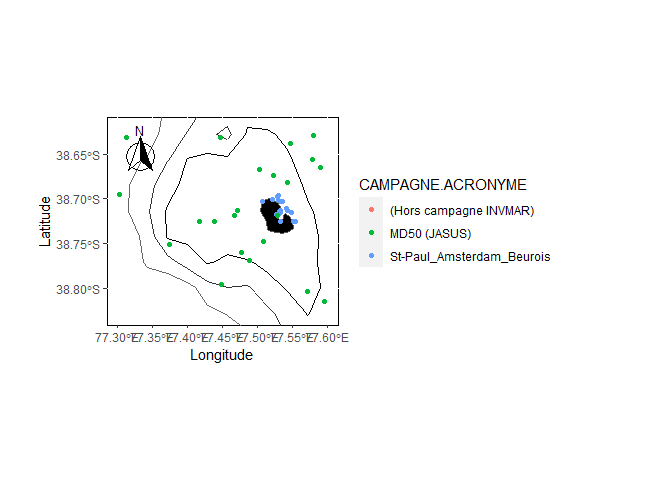 N
38.65°S
38.70°S
38.75°S
38.80°S
Latitude
77.30°E 77.35°E 77.40°E 77.45°E 77.50°E 77.55°E 77.60°E
Longitude
CAMPAGNE.ACRONYME
(Hors campagne INVMAR)
MD50 (JASUS)
St-Paul_Amsterdam_Beurois